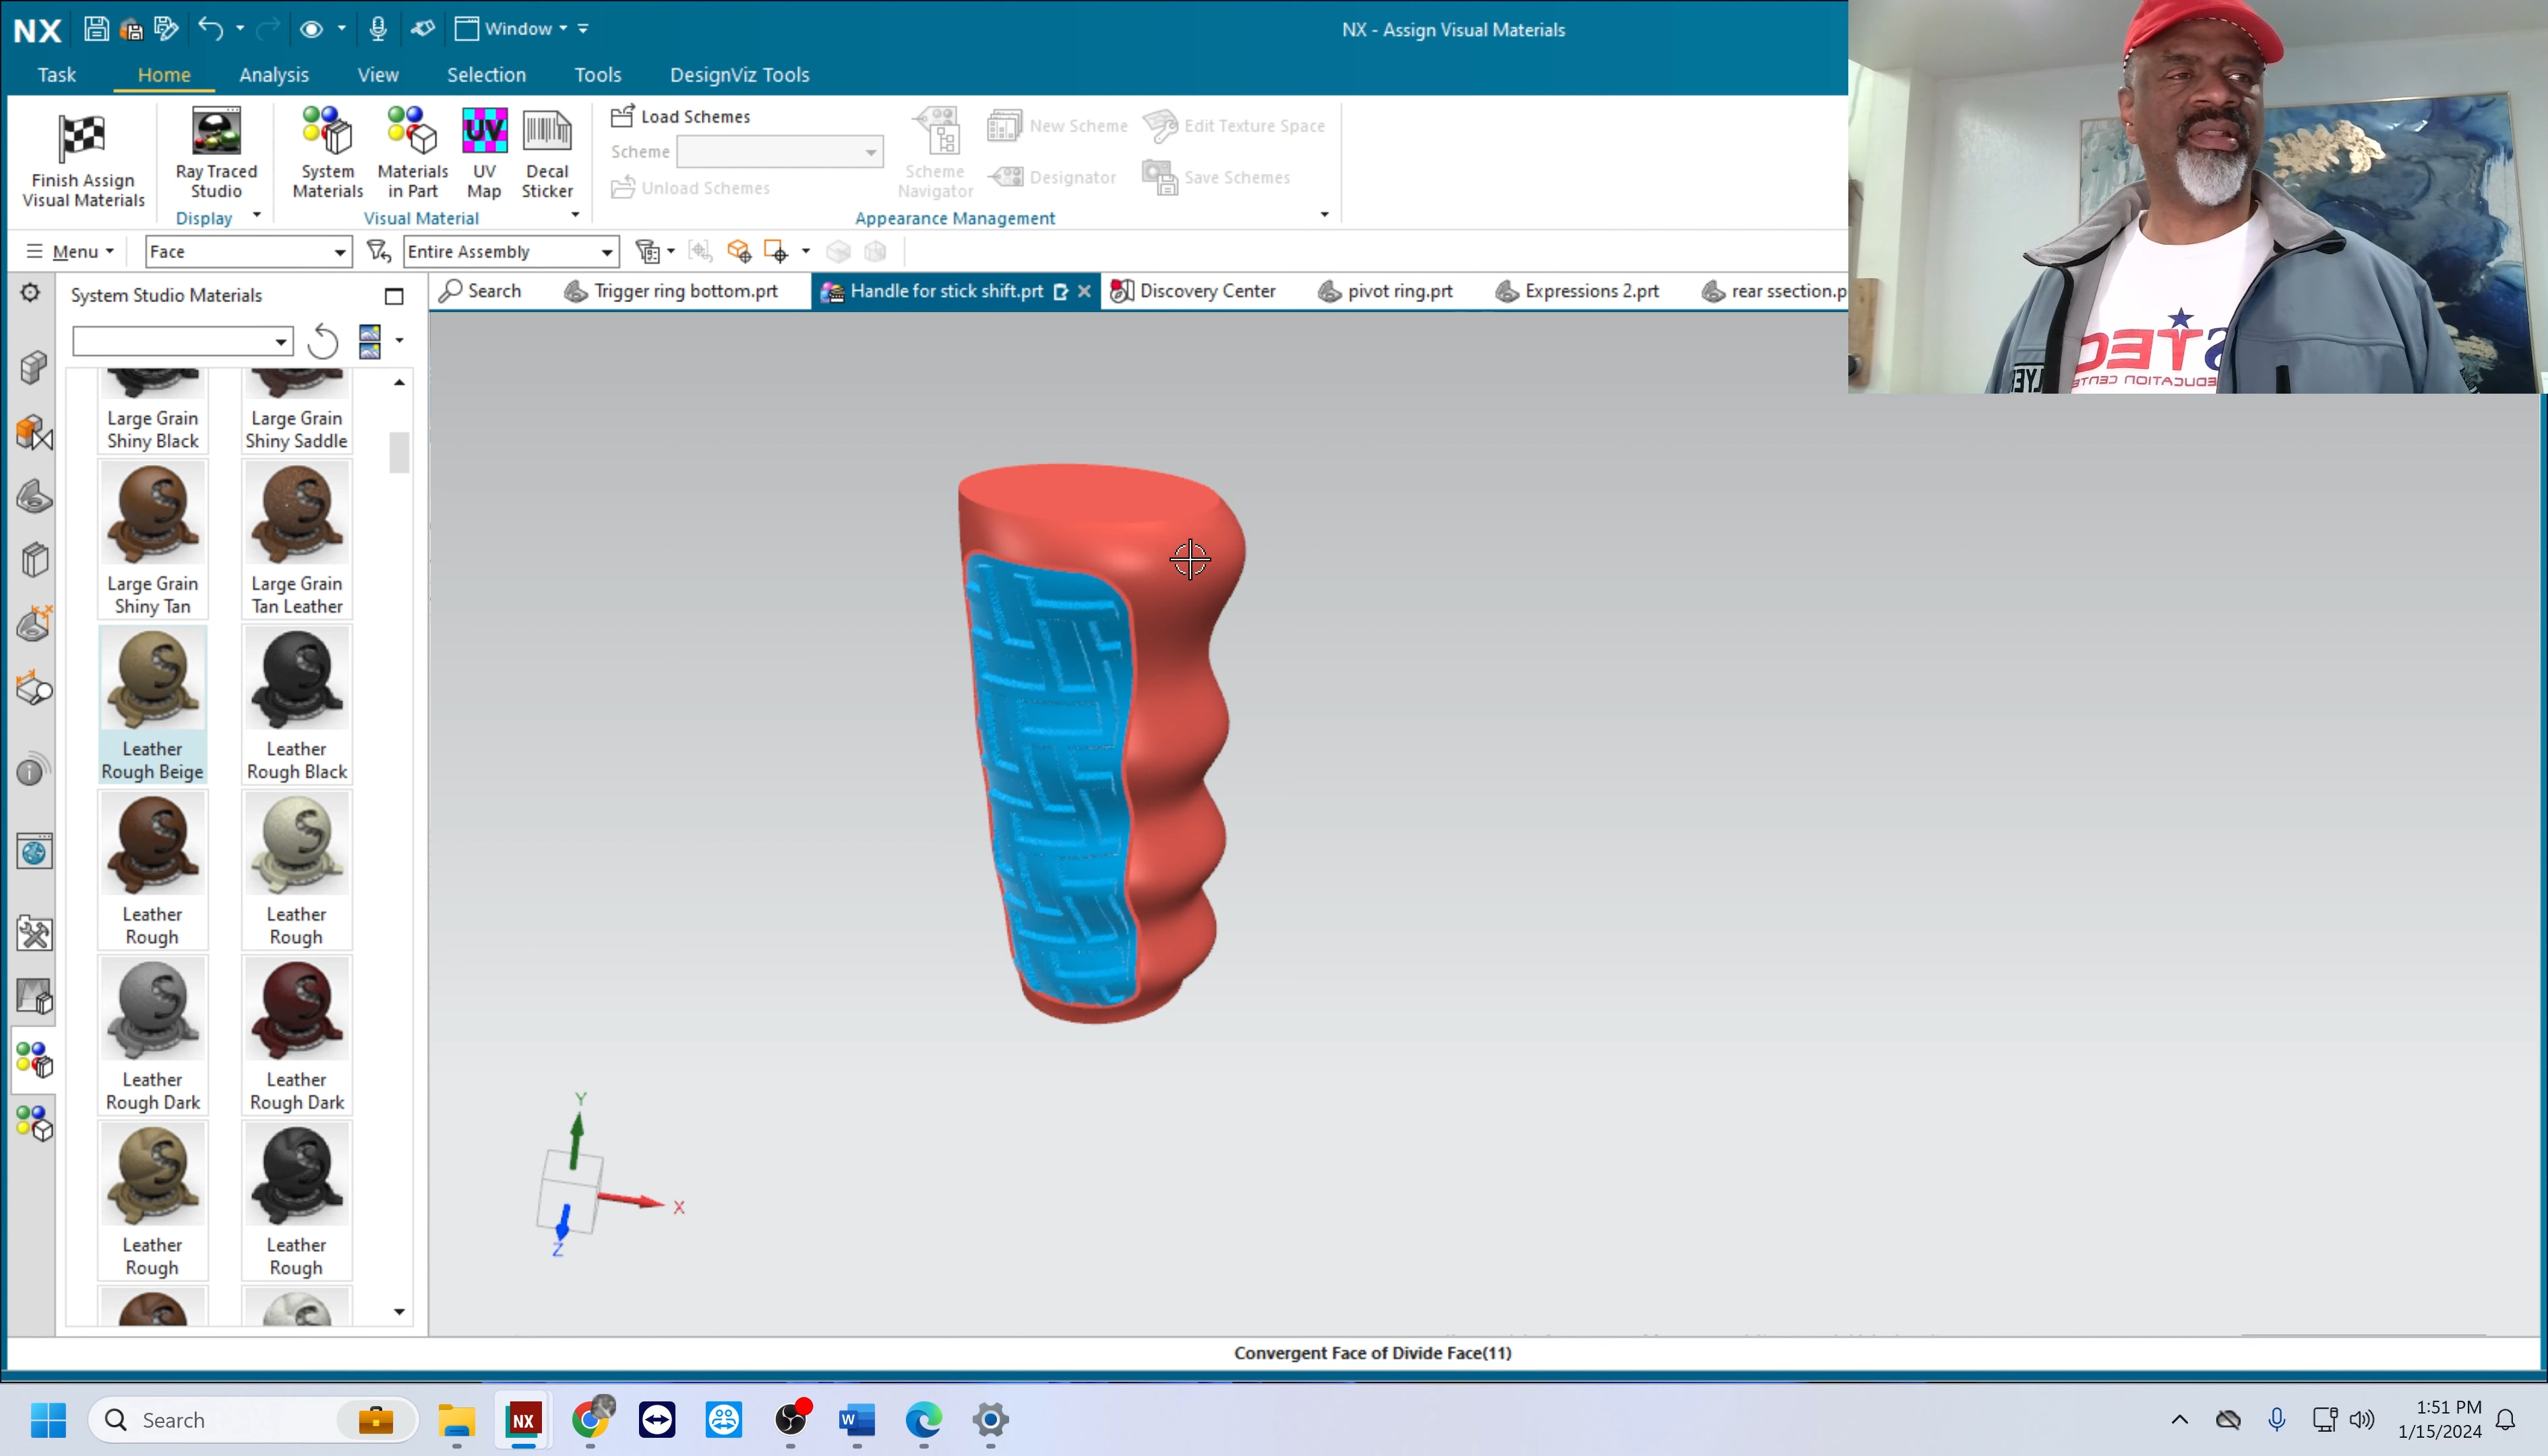 NX
Window
NX - Assign Visual Materials
Task Home Analysis View Selection Tools DesignViz Tools
Finish Assign
Visual Materials
Ray Traced
Studio
Display
System
Materials
Materials
in Part
UV
UV
Map
Decal
Sticker
Visual Material
Load Schemes
Scheme
Unload Schemes
Scheme
Navigator
New Scheme
Designator
Edit Texture Space
Save Schemes
Appearance Management
Menu
Face
Entire Assembly
System Studio Materials
Search
Trigger ring bottom.prt
Handle for stick shift.prt
Discovery Center
pivot ring.prt
Expressions 2.prt
rear ssection.p
Large Grain
Shiny Black
Large Grain
Shiny Saddle
Large Grain
Shiny Tan
Large Grain
Tan Leather
Leather
Rough Beige
Leather
Rough Black
Leather
Rough
Leather
Rough
Leather
Rough Dark
Leather
Rough Dark
Leather
Rough
Leather
Rough
Y
X
Z
STEC
EDUCATION CENTE
Convergent Face of Divide Face(11)
Search
NX
W
1:51 PM
1/15/2024